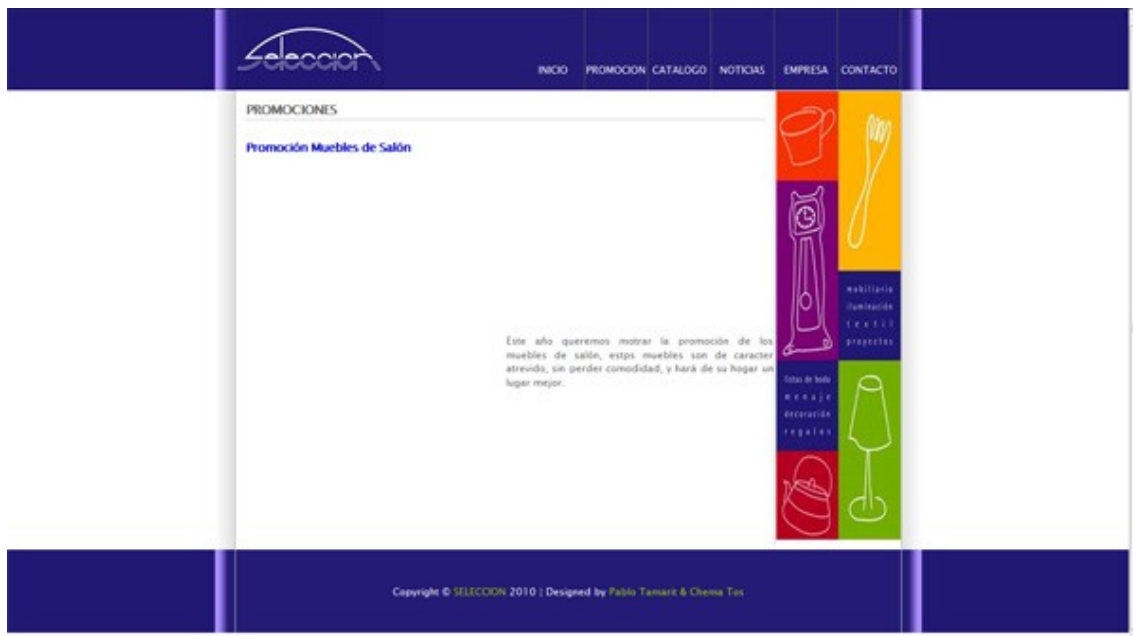 Seleccion
INICIO PROMOCION CATALOGO NOTICIAS EMPRESA CONTACTO
PROMOCIONES
Promoción Muebles de Salón
Este año queremos motrar la promoción de los
muebles de salón, estps muebles son de caracter
atrevido, sin perder comodidad, y hará de su hogar un
lugar mejor.
mobiliario
iluminación
textil
proyectos
listas de boda
menaje
decoración
regalos
Copyright © SELECCION 2010 | Designed by Pablo Tamarit & Chema Tos